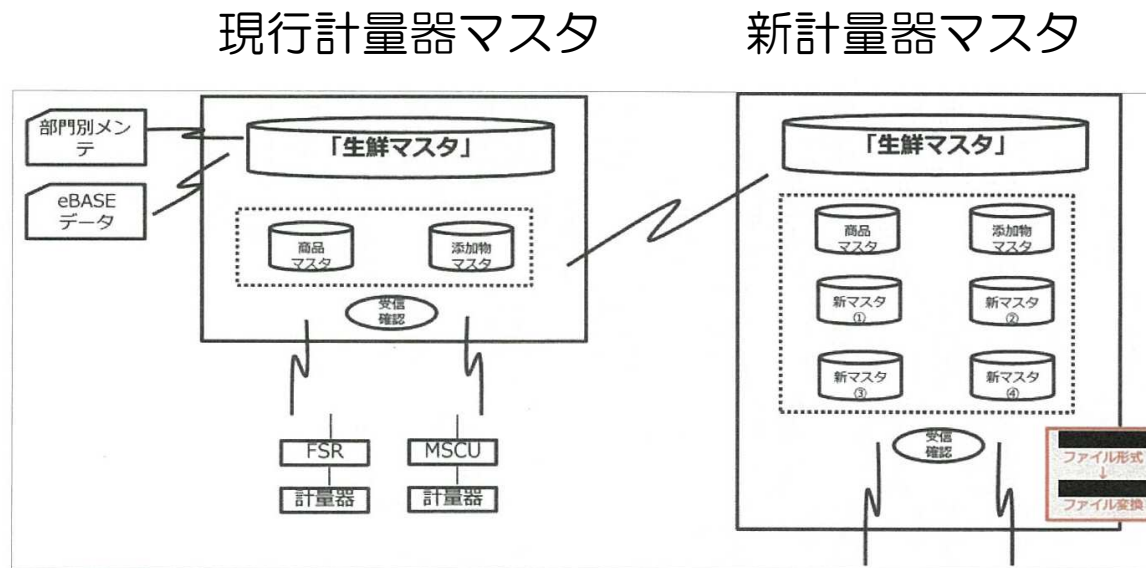 現行計量器マスタ
新計量器マスタ
部門別メン
テ
eBASE
データ
「生鮮マスタ」
商品
マスタ
添加物
マスタ
受信
確認
FSR
MSCU
計量器
計量器
「生鮮マスタ」
商品
マスタ
添加物
マスタ
新マスタ
①
新マスタ
②
新マスタ
③
新マスタ
④
受信
確認
ファイル形式
↓
ファイル変換